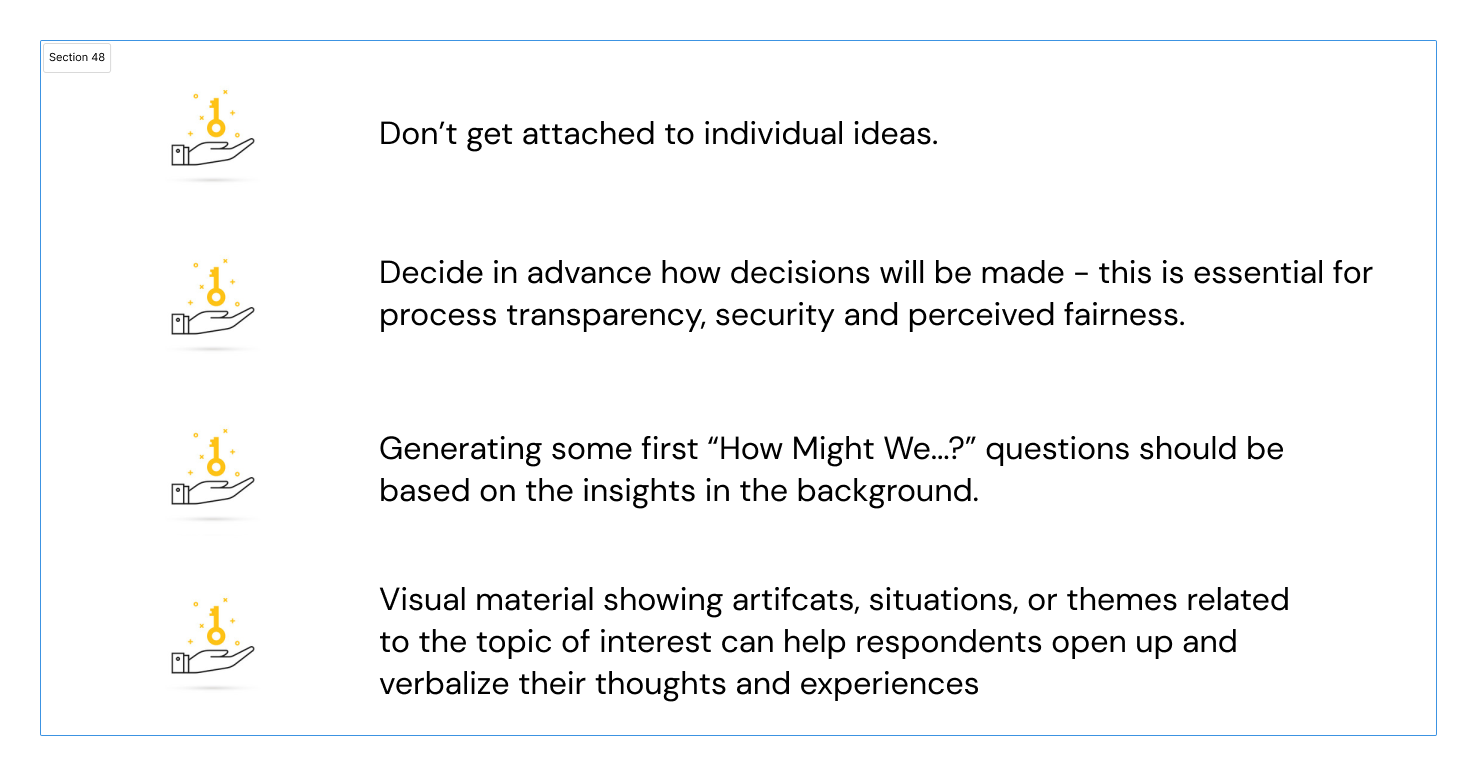 Section 48
Don’t get attached to individual ideas.
Decide in advance how decisions will be made - this is essential for
process transparency, security and perceived fairness.
Generating some first “How Might We...?” questions should be
based on the insights in the background.
Visual material showing artifcats, situations, or themes related
to the topic of interest can help respondents open up and
verbalize their thoughts and experiences